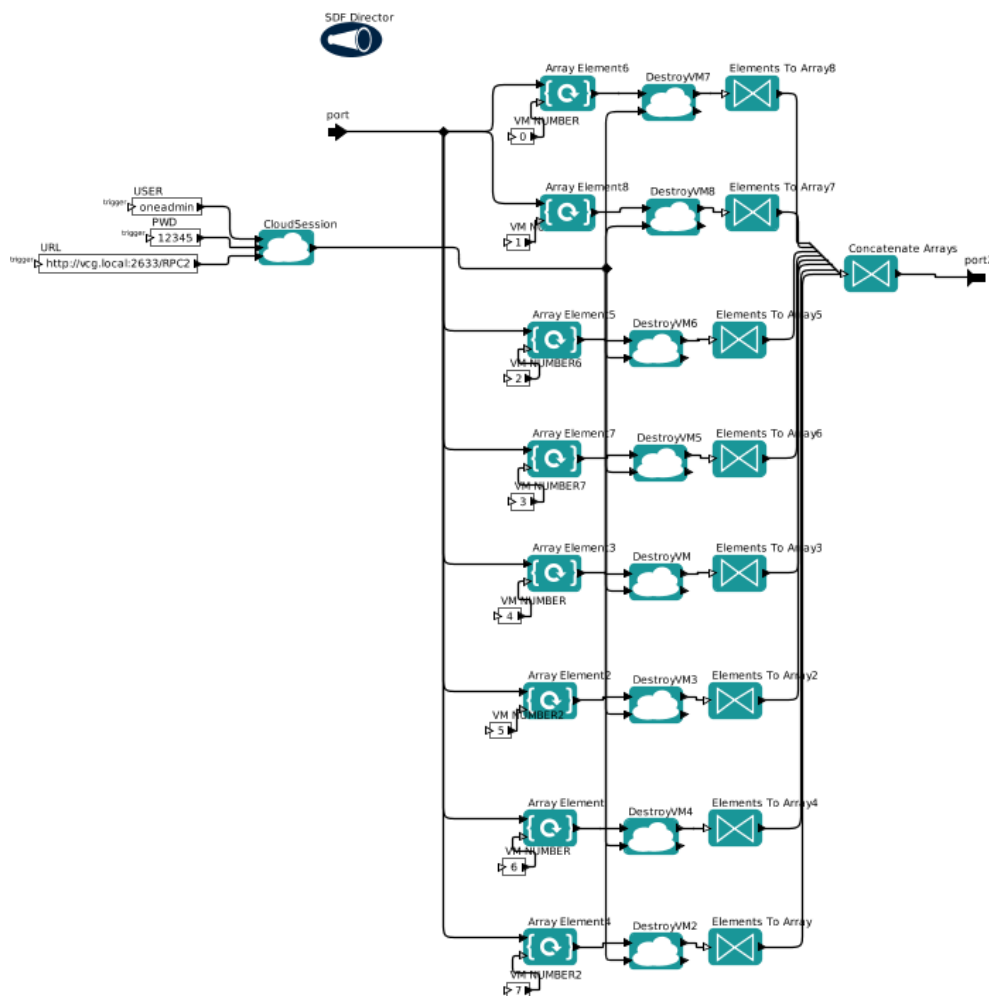 SDF Director
port
Array Element6
DestroyVM7
Elements To Array8
VM NUMBER
0
Array Element8
DestroyVM8
Elements To Array7
1
USER
trigger
oneadmin
PWD
trigger
12345
URL
trigger
http://vcg.local:2633/RPC2
CloudSession
Concatenate Arrays
Array Element5
DestroyVM6
Elements To Array5
VM NUMBER6
2
Array Element7
DestroyVM5
Elements To Array6
VM NUMBER7
3
Array Element3
DestroyVM
Elements To Array3
VM NUMBER
4
Array Element2
DestroyVM3
Elements To Array2
VM NUMBER2
5
Array Element
DestroyVM4
Elements To Array4
VM NUMBER
6
Array Element4
DestroyVM2
Elements To Array
VM NUMBER2
7